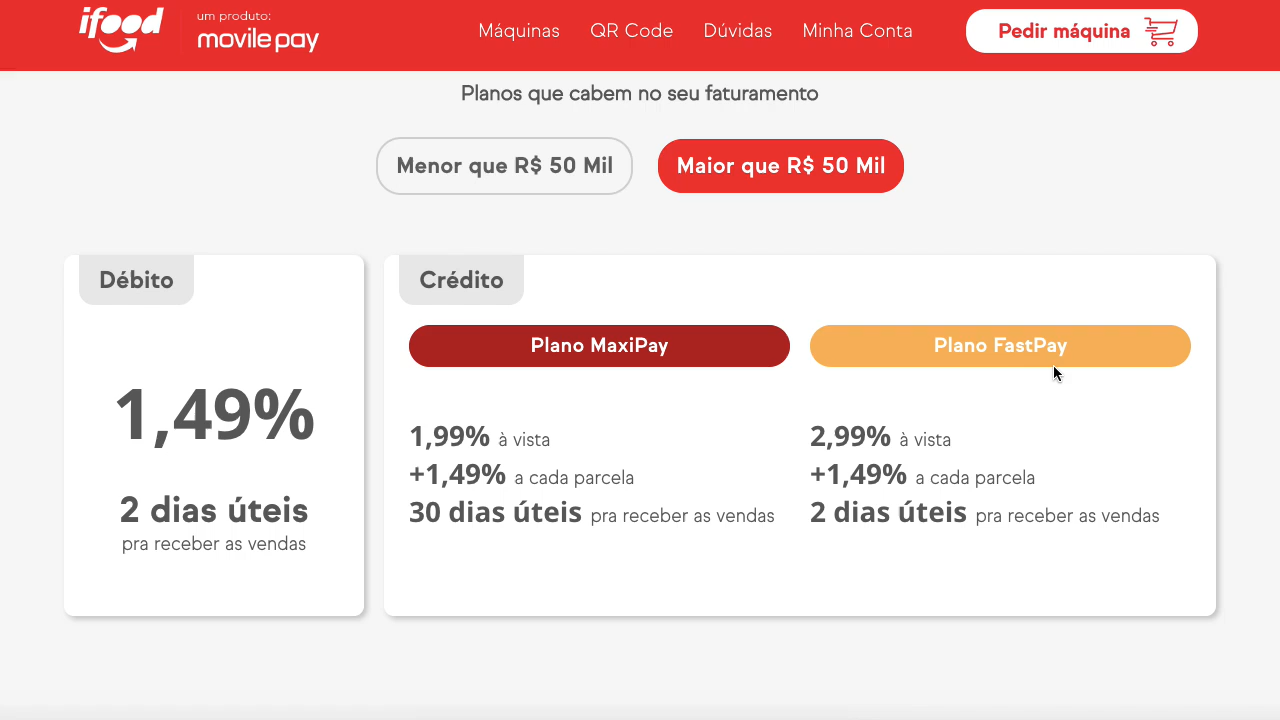 ifood
um produto:
movile pay
Máquinas
QR Code
Dúvidas
Minha Conta
Pedir máquina
Planos que cabem no seu faturamento
Menor que R$ 50 Mil
Maior que R$ 50 Mil
Débito
1,49%
2 dias úteis
pra receber as vendas
Crédito
Plano MaxiPay
1,99% à vista
+1,49% a cada parcela
30 dias úteis pra receber as vendas
Plano FastPay
2,99% à vista
+1,49% a cada parcela
2 dias úteis pra receber as vendas